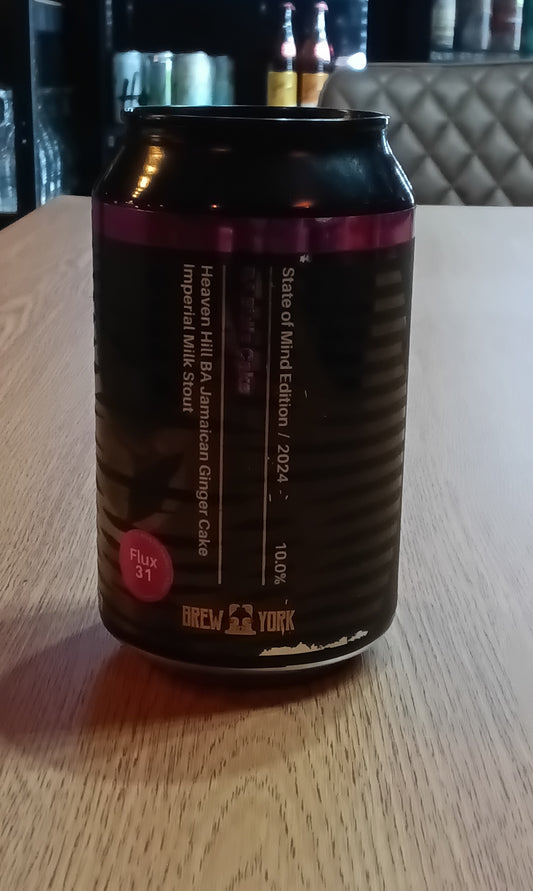 State of Mind Edition / 2024
10.0%
Heaven Hill BA Jamaican Ginger Cake
Imperial Milk Stout
Flux
31
BREW YORK